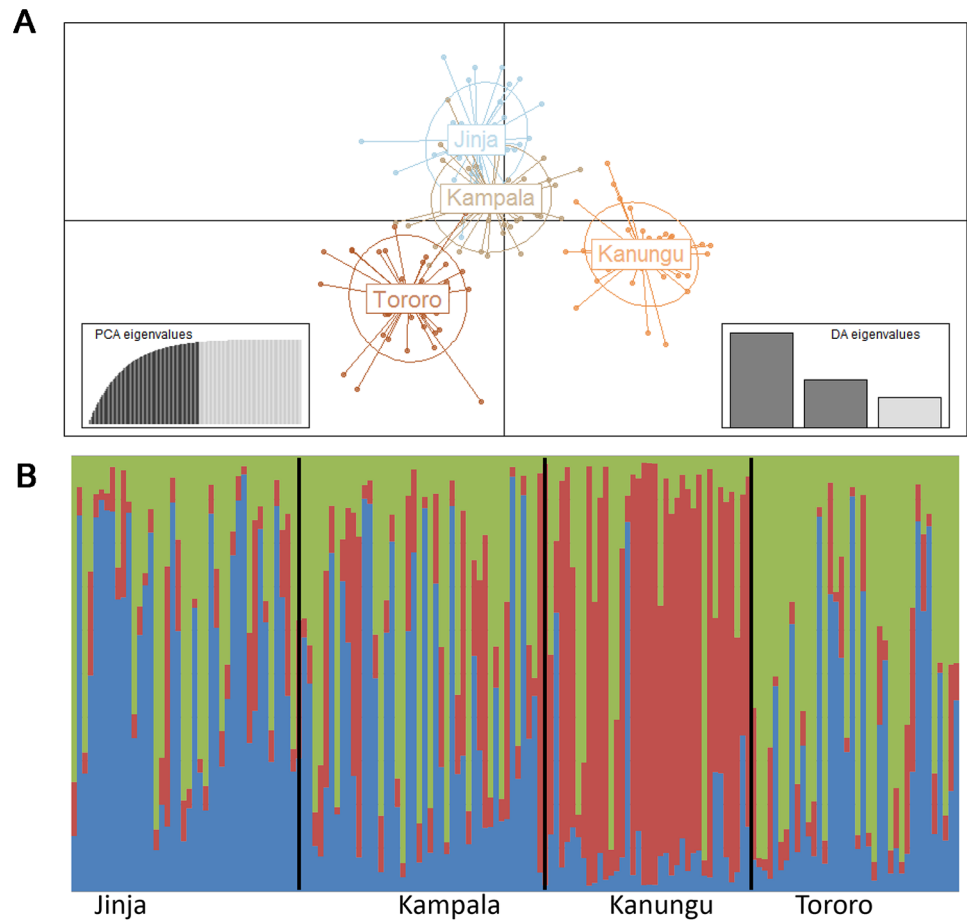 A
Jinja
Kampala
Kanungu
Tororo
PCA eigenvalues
DA eigenvalues
B
Jinja Kampala Kanungu Tororo